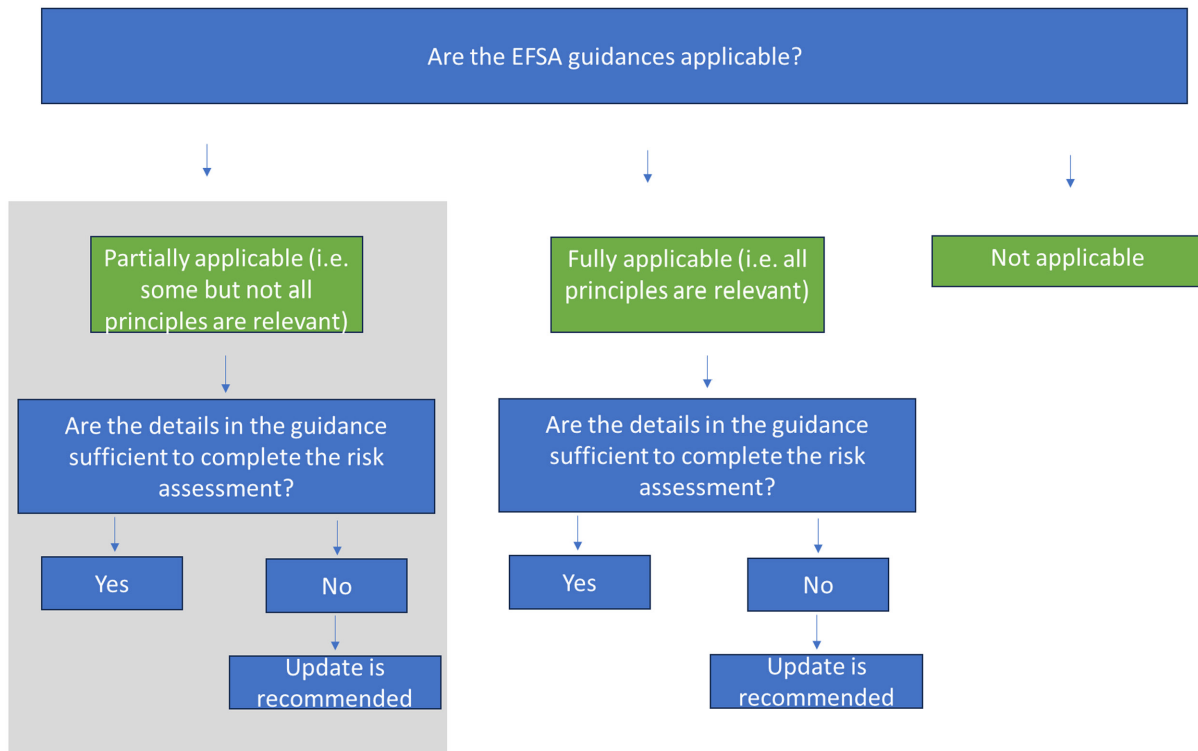 Are the EFSA guidances applicable?
Partially applicable (i.e.
some but not all
principles are relevant)
Fully applicable (i.e. all
principles are relevant)
Not applicable
Are the details in the guidance
sufficient to complete the risk
assessment?
Are the details in the guidance
sufficient to complete the risk
assessment?
Yes
No
Yes
No
Update is
recommended
Update is
recommended